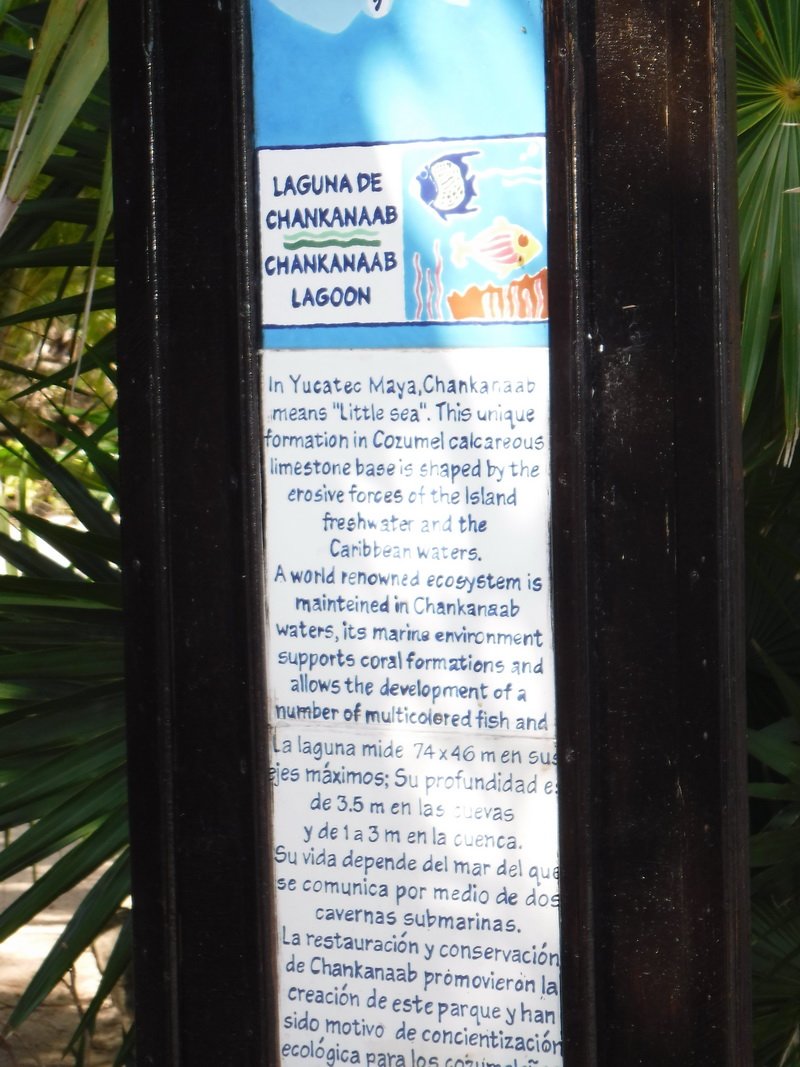 LAGUNA DE
CHANKANAAB
CHANKANAAB
LAGOON
In Yucatec Maya, Chankanaab
means "Little sea". This unique
formation in Cozumel calcareous
limestone base is shaped by the
erosive forces of the Island
freshwater and the
Caribbean waters.
A world renowned ecosystem is
mainteined in Chankanaab
waters, its marine environment
supports coral formations and
allows the development of a
number of multicolored fish and
La laguna mide 74 x 46 m en sus
ejes máximos; Su profundidad es
de 3.5 m en las cuevas
y de 1 a 3 m en la cuenca.
Su vida depende del mar del que
se comunica por medio de dos
cavernas submarinas.
La restauración y conservación
de Chankanaab promovieron la
creación de este parque y han
sido motivo de concientización
ecológica para los